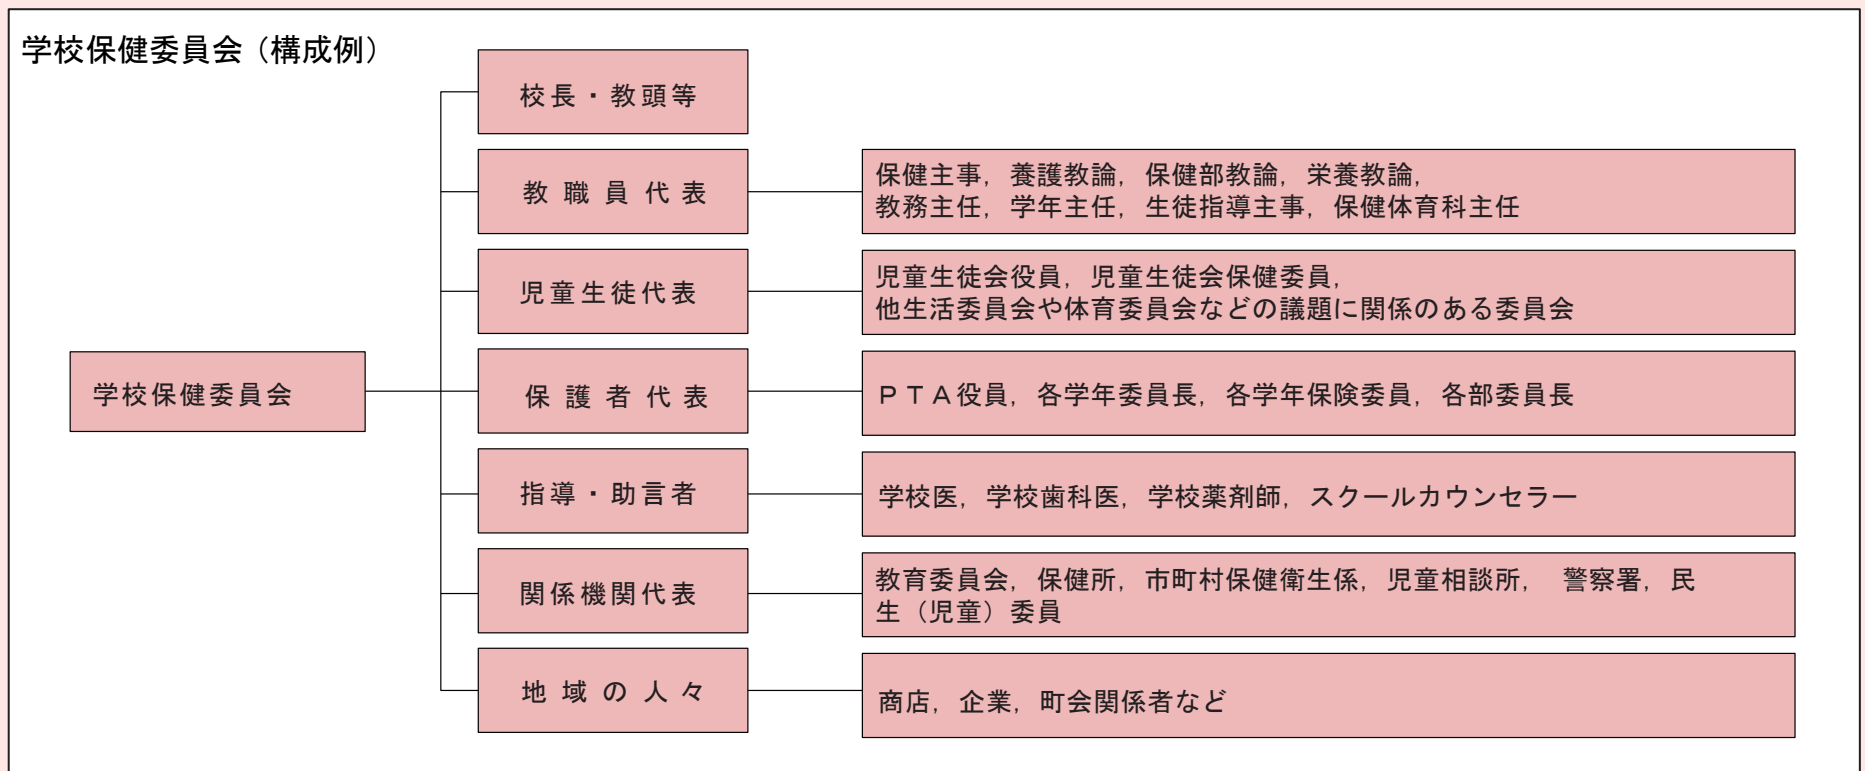 学校保健委員会（構成例）
校長・教頭等
教職員代表
保健主事，養護教論，保健部教論，栄養教論，
教務主任，学年主任，生徒指導主事，保健体育科主任
児童生徒代表
児童生徒会役員，児童生徒会保健委員，
他生活委員会や体育委員会などの議題に関係のある委員会
学校保健委員会
保護者代表
ＰＴＡ役員，各学年委員長，各学年保険委員，各部委員長
指導・助言者
学校医，学校歯科医，学校薬剤師，スクールカウンセラー
関係機関代表
教育委員会，保健所，市町村保健衛生係，児童相談所，　警察署，民
生（児童）委員
地域の人々
商店，企業，町会関係者など